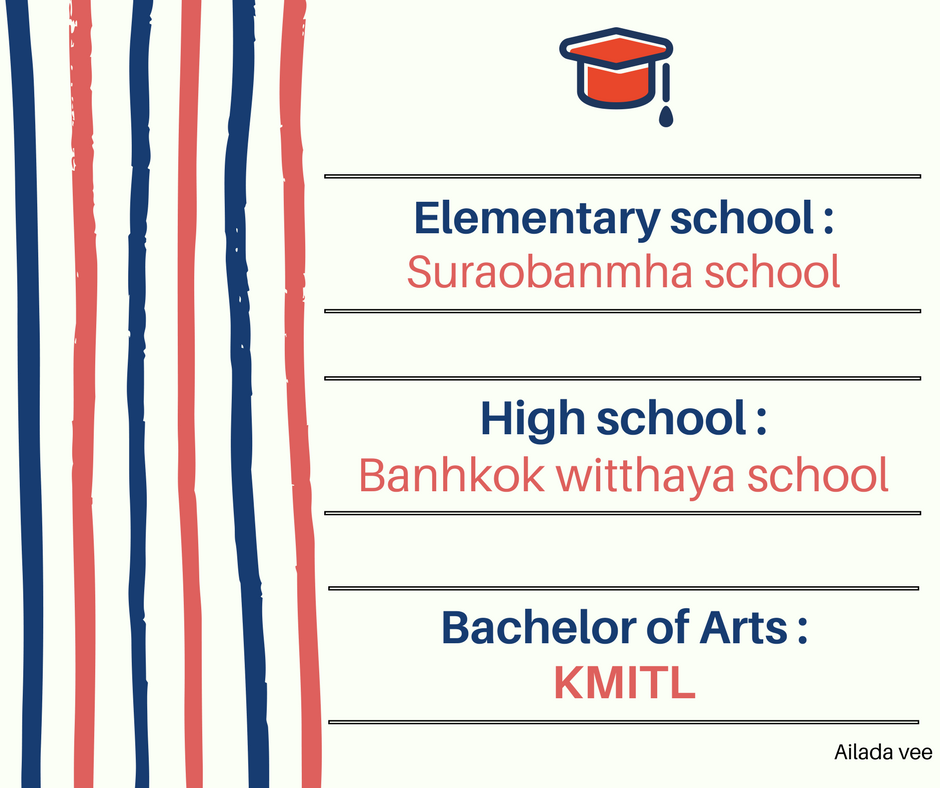 Elementary school :
Suraobanmha school
High school :
Banhkok witthaya school
Bachelor of Arts :
KMITL
Ailada vee